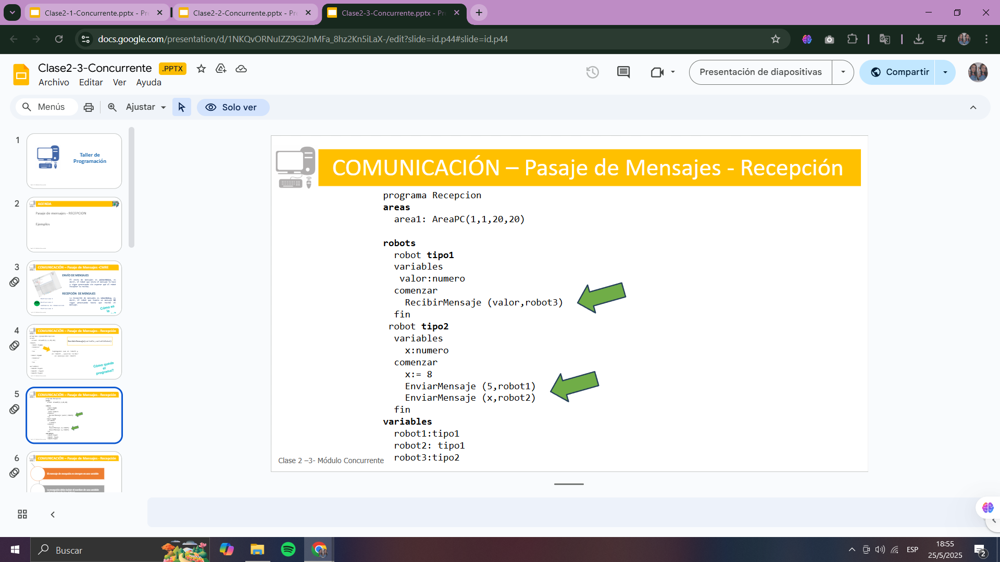 Clase2-1-Concurrente.pptx - Pre
Clase2-2-Concurrente.pptx - Pr
Clase2-3-Concurrente.pptx - Pr
docs.google.com/presentation/d/1NKQvORNuIZZ9G2JnMFa_8hz2Kn5iLaX-/edit?slide=id.p44#slide=id.p44
Clase2-3-Concurrente
.PPTX
Archivo
Editar
Ver
Ayuda
Presentación de diapositivas
Compartir
Menús
Ajustar
Solo ver
1
Taller de
Programación
2
AGENDA
Pasaje de mensajes - RECEPCION
Ejemplos
3
COMUNICACIÓN – Pasaje de Mensajes -CMRE
ENVÍO DE MENSAJES
RECEPCIÓN DE MENSAJES
Cómo es
la
4
COMUNICACIÓN – Pasaje de Mensajes - Recepción
RecibirMensaje(variable,variableRobot)
Cómo queda
el
programa?
5
COMUNICACIÓN – Pasaje de Mensajes - Recepción
6
COMUNICACIÓN – Pasaje de Mensajes - Recepción
COMUNICACIÓN – Pasaje de Mensajes - Recepción
programa Recepcion
areas
area1: AreaPC(1,1,20,20)
robots
robot tipo1
variables
valor:numero
comenzar
RecibirMensaje (valor,robot3)
fin
robot tipo2
variables
x:numero
comenzar
x:= 8
EnviarMensaje (5,robot1)
EnviarMensaje (x,robot2)
fin
variables
robot1:tipo1
robot2: tipo1
robot3:tipo2
Clase 2 –3- Módulo Concurrente
Buscar
ESP
18:55
25/5/2025
2